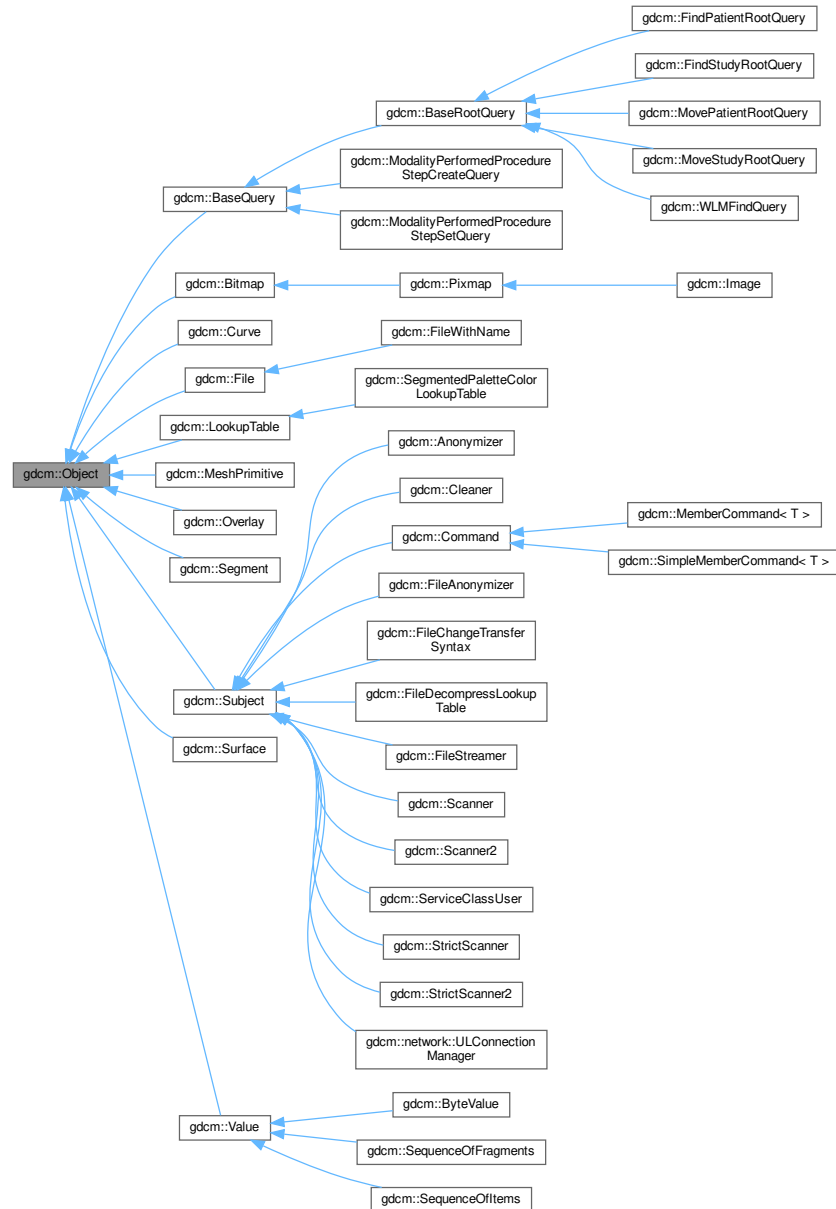 gdcm::FindPatientRootQuery
gdcm::FindStudyRootQuery
gdcm::BaseRootQuery
gdcm::MovePatientRootQuery
gdcm::MoveStudyRootQuery
gdcm::ModalityPerformedProcedure
StepCreateQuery
gdcm::BaseQuery
gdcm::WLMFindQuery
gdcm::ModalityPerformedProcedure
StepSetQuery
gdcm::Bitmap
gdcm::Pixmap
gdcm::Image
gdcm::Curve
gdcm::FileWithName
gdcm::File
gdcm::SegmentedPaletteColor
LookupTable
gdcm::LookupTable
gdcm::Anonymizer
gdcm::Object
gdcm::MeshPrimitive
gdcm::Cleaner
gdcm::MemberCommand< T >
gdcm::Overlay
gdcm::Command
gdcm::SimpleMemberCommand< T >
gdcm::Segment
gdcm::FileAnonymizer
gdcm::FileChangeTransfer
Syntax
gdcm::Subject
gdcm::FileDecompressLookup
Table
gdcm::Surface
gdcm::FileStreamer
gdcm::Scanner
gdcm::Scanner2
gdcm::ServiceClassUser
gdcm::StrictScanner
gdcm::StrictScanner2
gdcm::network::ULConnection
Manager
gdcm::ByteValue
gdcm::Value
gdcm::SequenceOfFragments
gdcm::SequenceOfItems